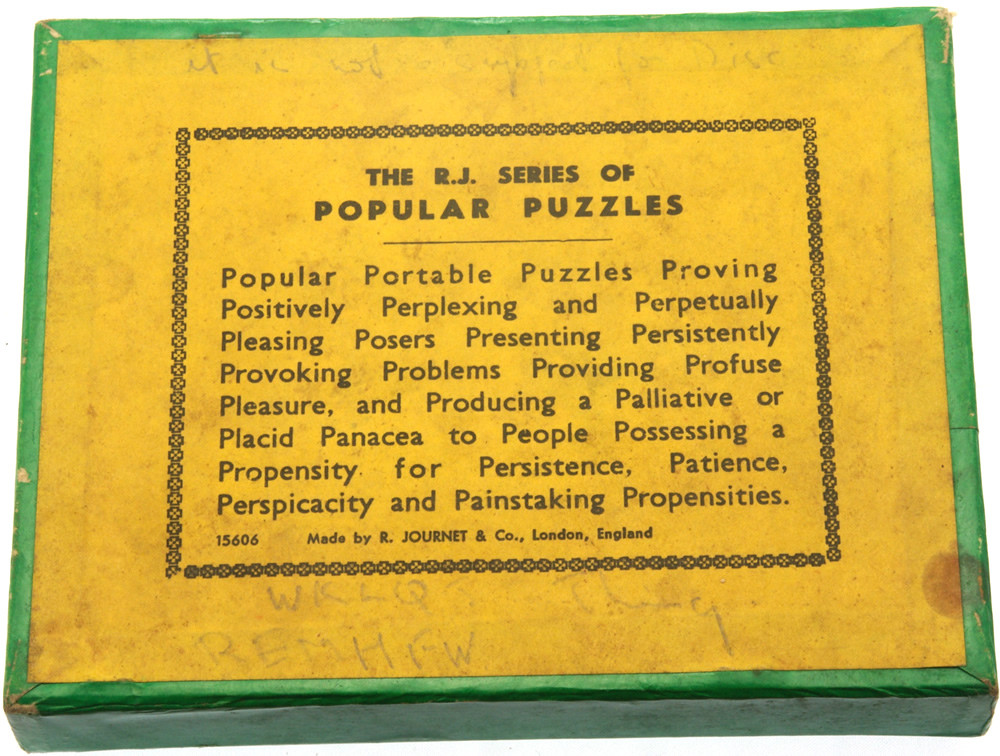 THE R.J. SERIES OF
POPULAR PUZZLES
Popular Portable Puzzles Proving
Positively Perplexing and Perpetually
Pleasing Posers Presenting Persistently
Provoking Problems Providing Profuse
Pleasure, and Producing a Palliative or
Placid Panacea to People Possessing a
Propensity for Persistence, Patience,
Perspicacity and Painstaking Propensities.
15606 Made by R. JOURNET & Co., London, England